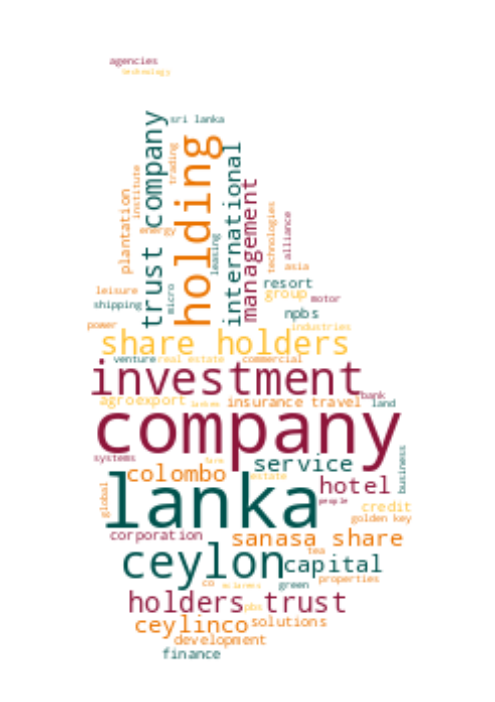 agencies
technology
sri lanka
trust company
holding
trading
institute
international
management
plantation
energy
leasing
technologies
alliance
asia
leisure
micro
resort
group
motor
shipping
npbs
power
industries
share holders
venture
real estate
commercial
investment
bank
agroexport
insurance
travel
land
company
systems
service
business
colombo
estate
hotel
people
lanka
global
credit
golden key
corporation
sanasa share
tea
ceylon
capital
properties
co
green
holders trust
pbs
ceylinco
solutions
development
finance